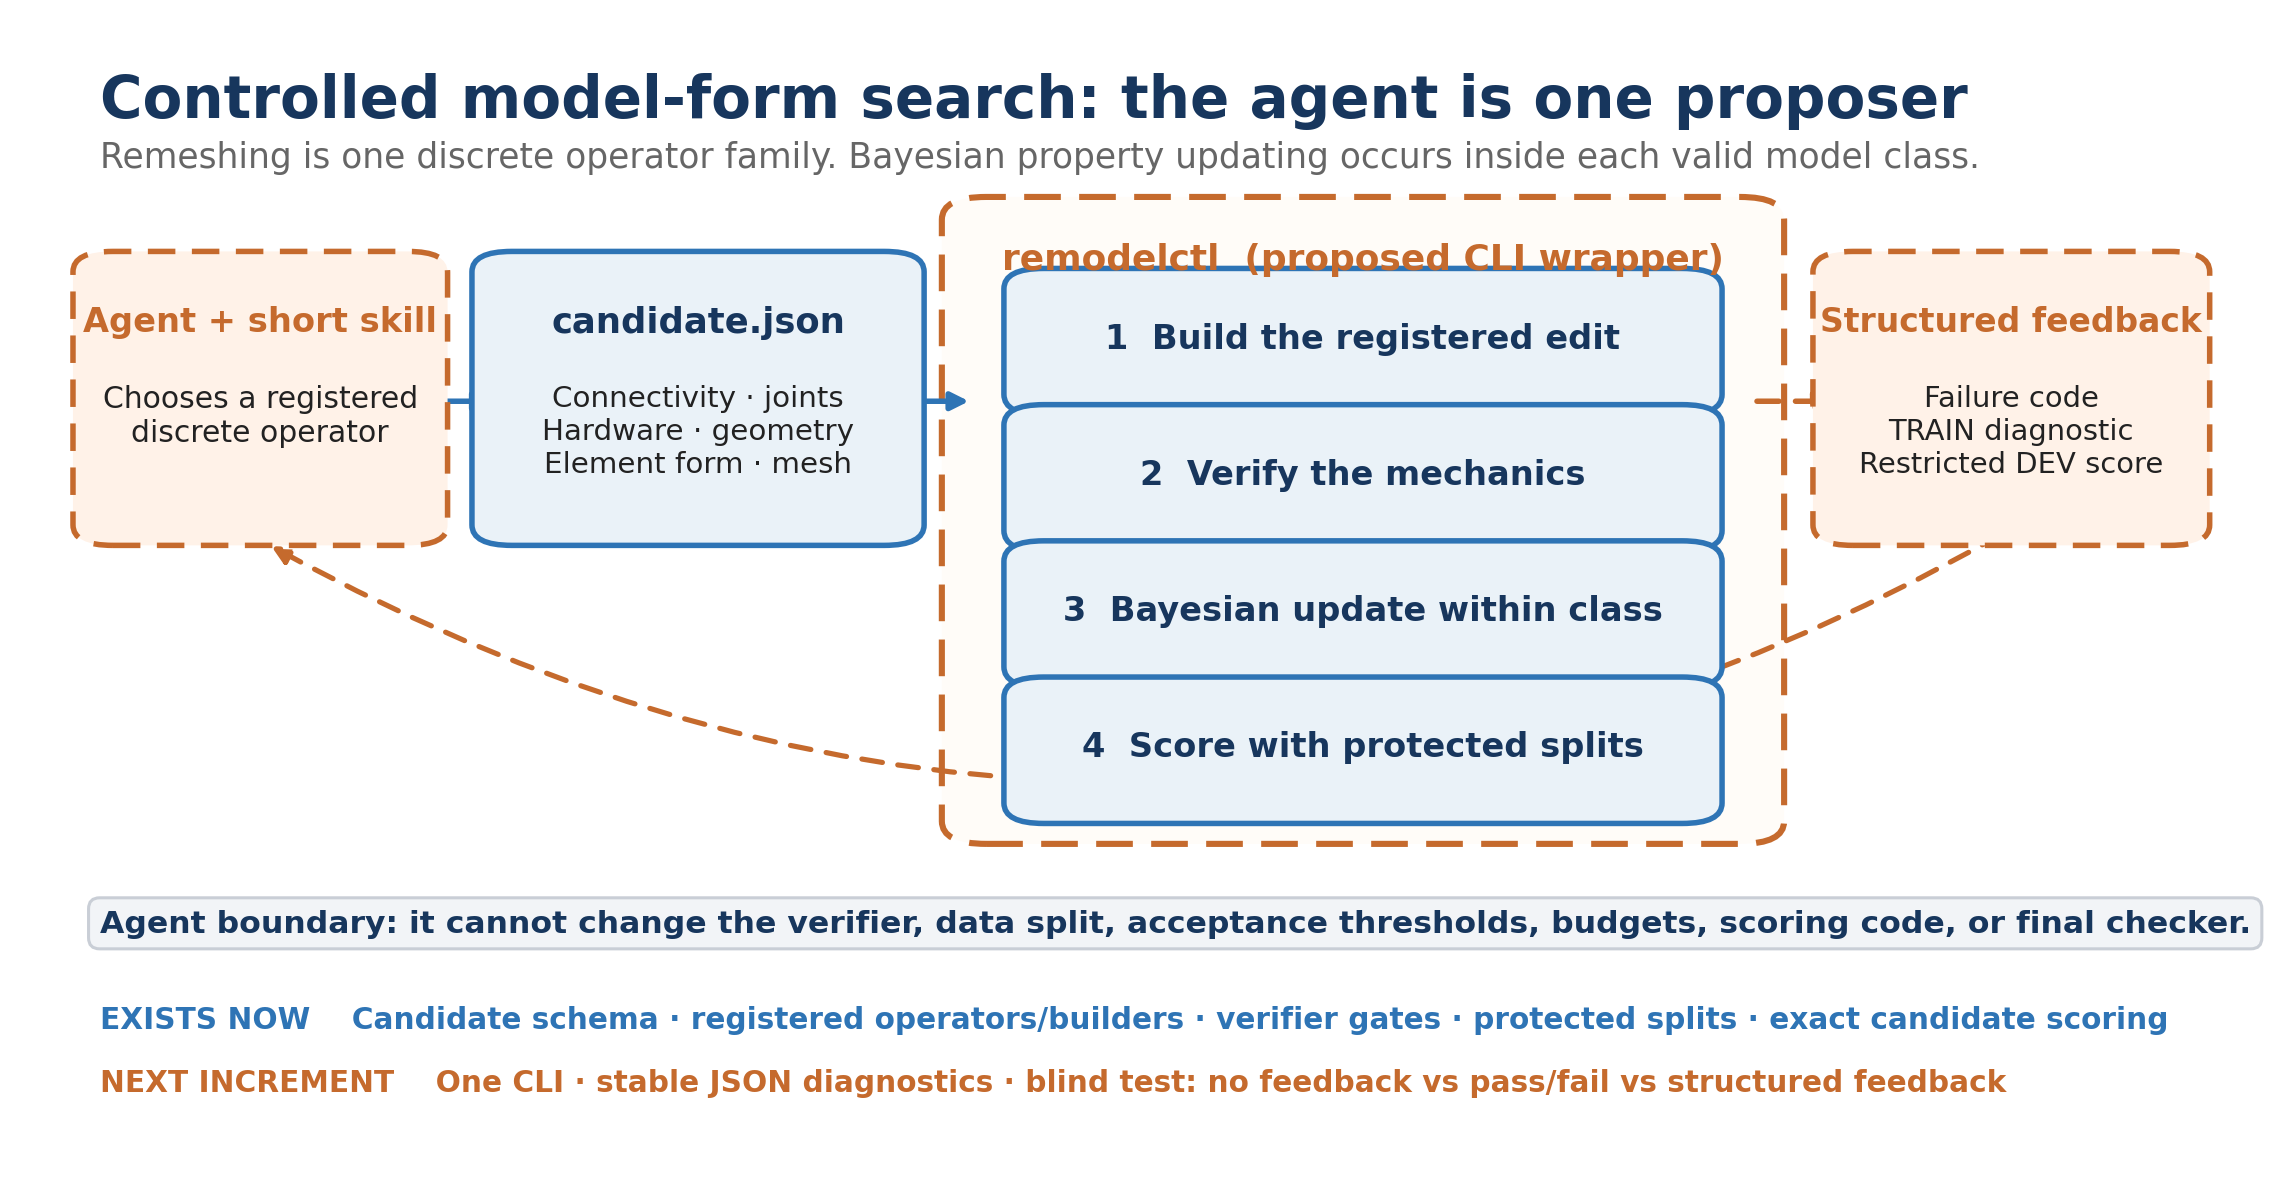 Controlled model-form search: the agent is one proposer
Remeshing is one discrete operator family. Bayesian property updating occurs inside each valid model class.
Agent + short skill
Chooses a registered
discrete operator
candidate.json
Connectivity · joints
Hardware · geometry
Element form · mesh
remodelctl (proposed CLI wrapper)
1 Build the registered edit
2 Verify the mechanics
3 Bayesian update within class
4 Score with protected splits
Structured feedback
Failure code
TRAIN diagnostic
Restricted DEV score
Agent boundary: it cannot change the verifier, data split, acceptance thresholds, budgets, scoring code, or final checker.
EXISTS NOW Candidate schema · registered operators/builders · verifier gates · protected splits · exact candidate scoring
NEXT INCREMENT One CLI · stable JSON diagnostics · blind test: no feedback vs pass/fail vs structured feedback